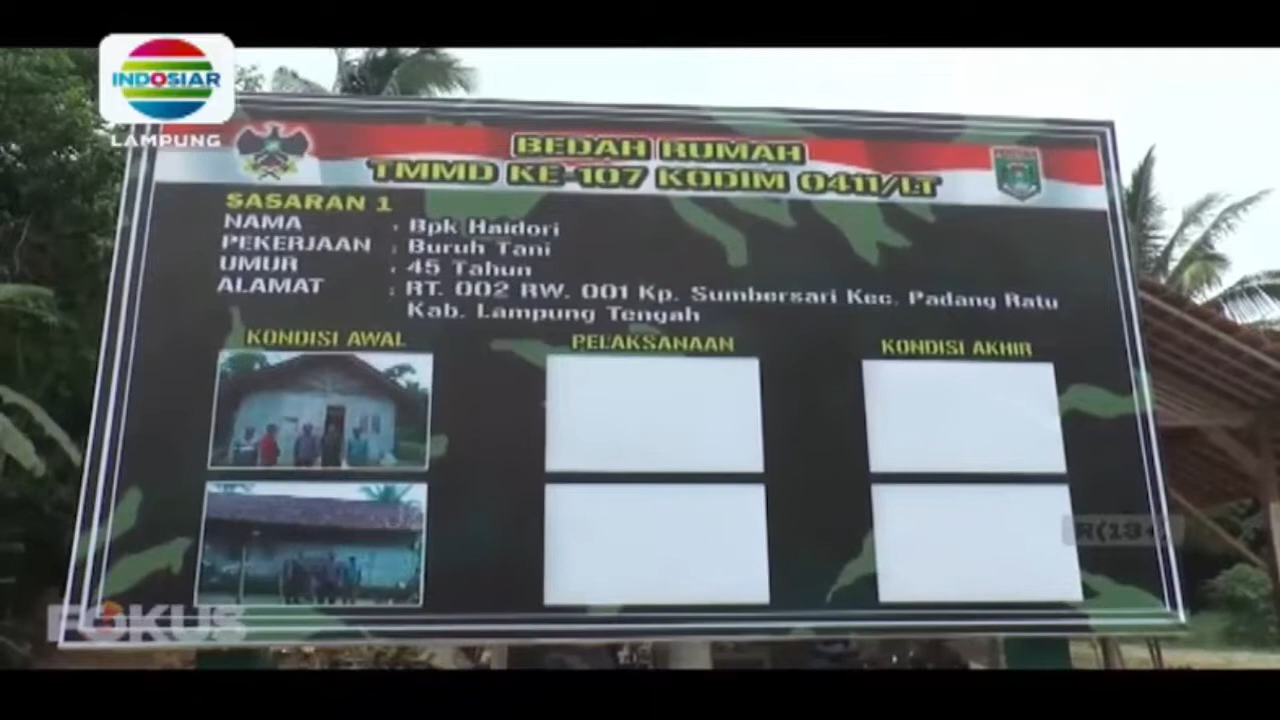 INDOSIAR
LAMPUNG
BEDAH RUMAH
TMMD KE-107 KODIM 0411/LT
SASARAN 1
NAMA : Bpk Haidori
PEKERJAAN : Buruh Tani
UMUR : 45 Tahun
ALAMAT : RT. 002 RW. 001 Kp. Sumbersari Kec. Padang Ratu
Kab. Lampung Tengah
KONDISI AWAL
PELAKSANAAN
KONDISI AKHIR
R(13+)
FOKUS